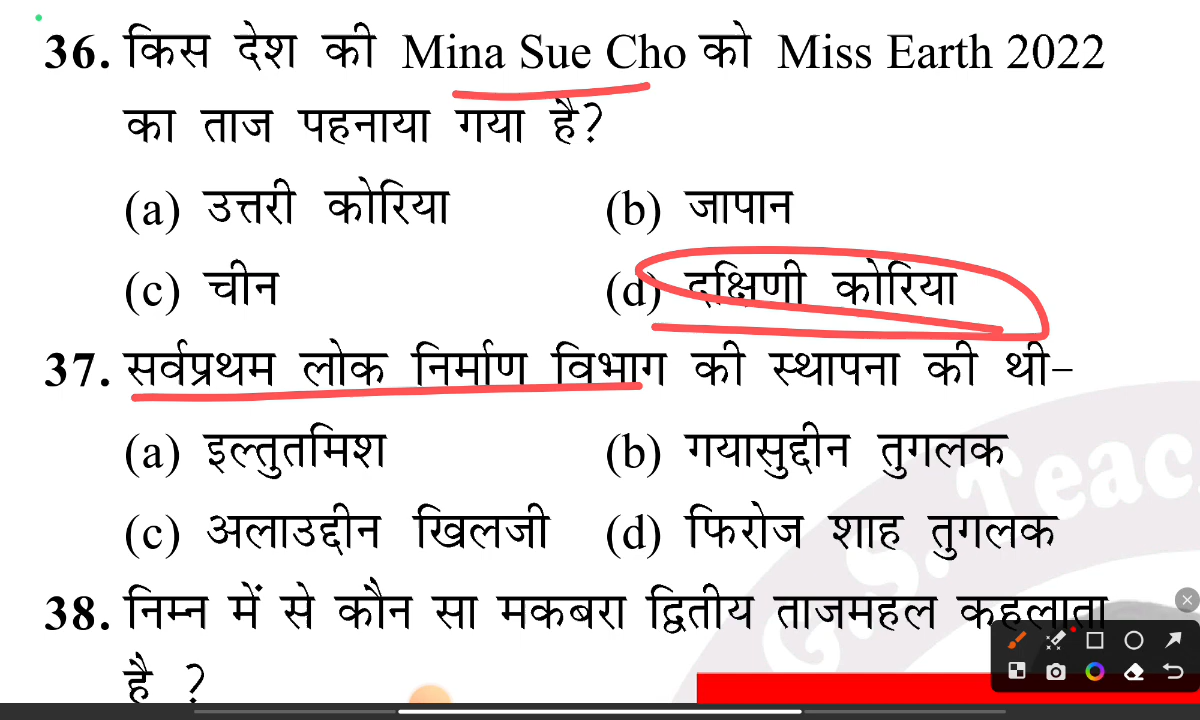 36. किस देश की Mina Sue Cho को Miss Earth 2022
का ताज पहनाया गया है?
(a) उत्तरी कोरिया (b) जापान
(c) चीन (d) दक्षिणी कोरिया
37. सर्वप्रथम लोक निर्माण विभाग की स्थापना की थी–
(a) इल्तुतमिश (b) गयासुद्दीन तुगलक
(c) अलाउद्दीन खिलजी (d) फिरोज शाह तुगलक
38. निम्न में से कौन सा मकबरा द्वितीय ताजमहल कहलाता
है ?